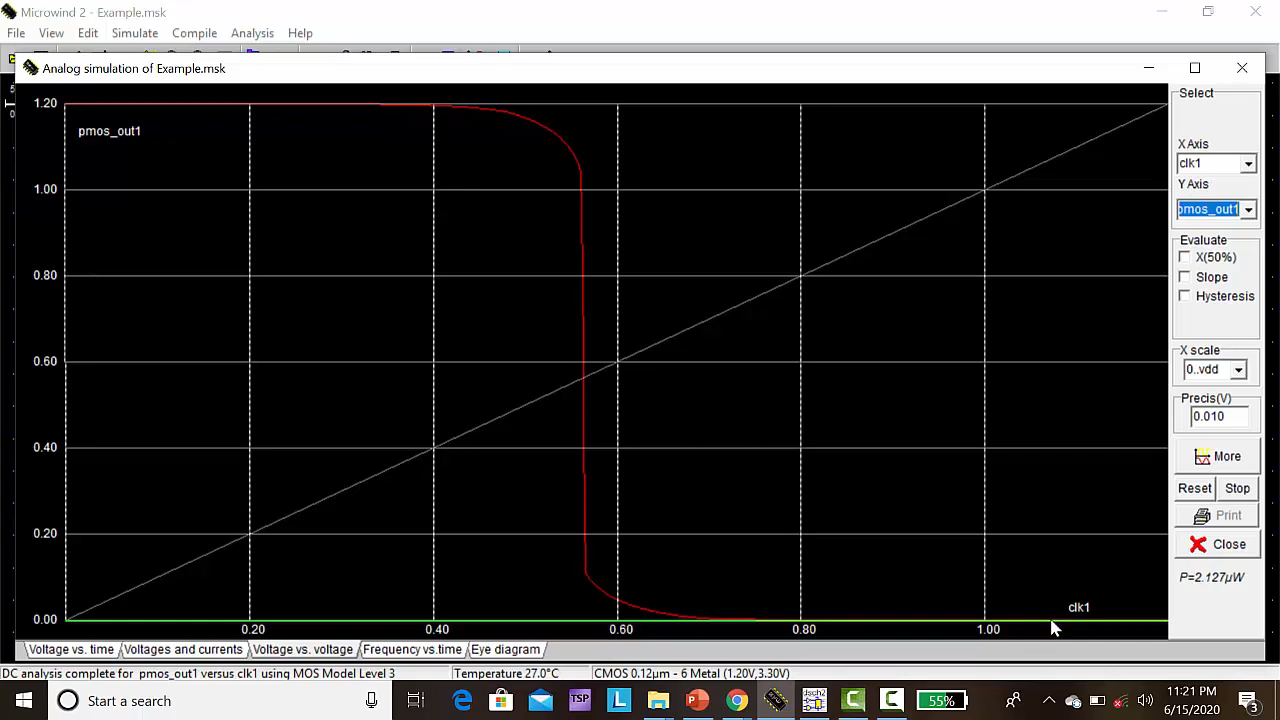 Microwind 2 - Example.msk
File View Edit Simulate Compile Analysis Help
Analog simulation of Example.msk
5
0
Select
1.20
pmos_out1
X Axis
clk1
1.00
Y Axis
pmos_out1
Evaluate
X(50%)
0.80
Slope
Hysteresis
X scale
0.60
0..vdd
Precis(V)
0.010
0.40
More
Reset Stop
0.20
Print
Close
P=2.127µW
clk1
0.00
0.20 0.40 0.60 0.80 1.00
Voltage vs. time Voltages and currents Voltage vs. voltage Frequency vs.time Eye diagram
DC analysis complete for pmos_out1 versus clk1 using MOS Model Level 3 Temperature 27.0°C CMOS 0.12µm - 6 Metal (1.20V,3.30V)
Start a search
TSP
L
dsch2
55%
11:21 PM
6/15/2020
3